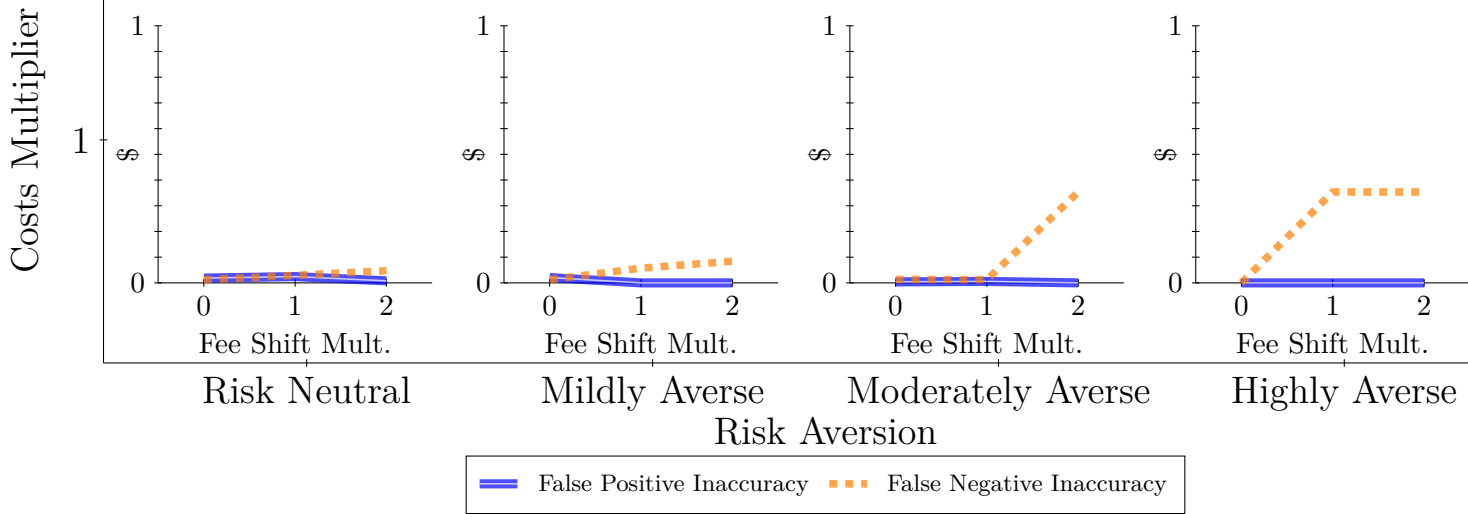 Costs Multiplier
1
1
$
0
0 1 2
Fee Shift Mult.
1
$
0
0 1 2
Fee Shift Mult.
1
$
0
0 1 2
Fee Shift Mult.
1
$
0
0 1 2
Fee Shift Mult.
Risk Neutral
Mildly Averse
Moderately Averse
Highly Averse
Risk Aversion
False Positive Inaccuracy
False Negative Inaccuracy